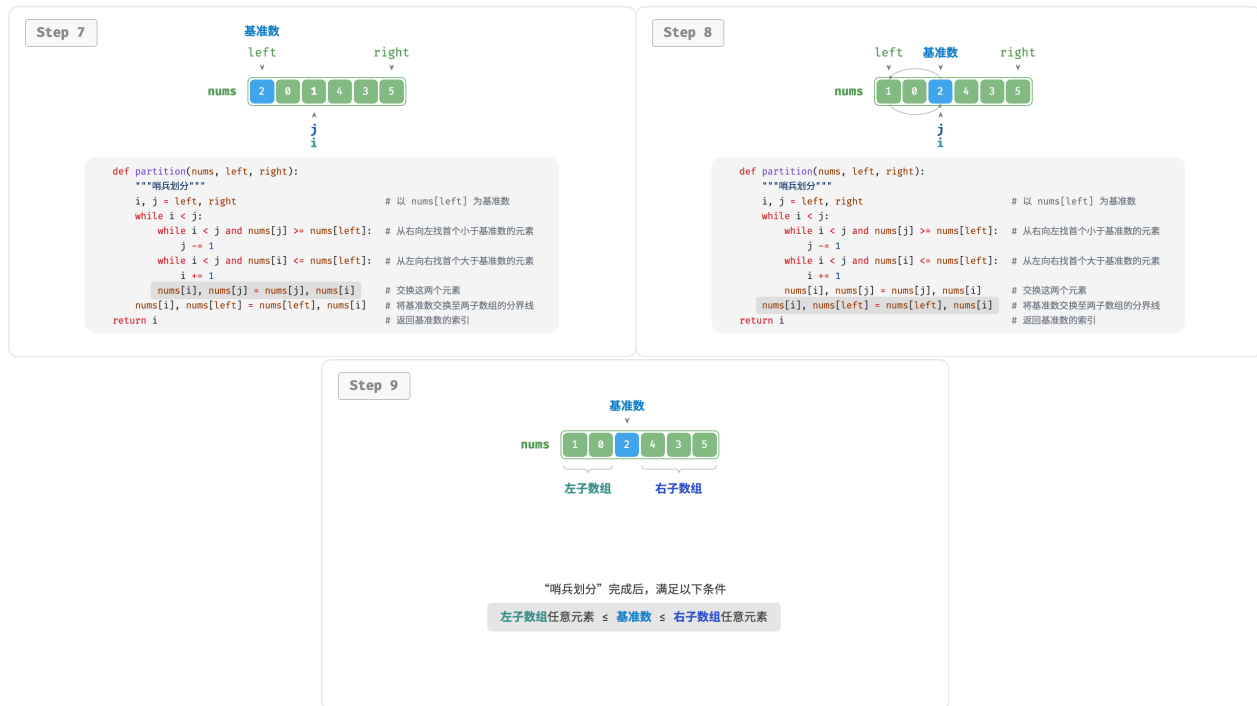 Step 7
基准数
left right
nums 2 0 1 4 3 5
j
i
def partition(nums, left, right):
"""哨兵划分"""
i, j = left, right # 以 nums[left] 为基准数
while i < j:
while i < j and nums[j] >= nums[left]: # 从右向左找首个小于基准数的元素
j -= 1
while i < j and nums[i] <= nums[left]: # 从左向右找首个大于基准数的元素
i += 1
nums[i], nums[j] = nums[j], nums[i] # 交换这两个元素
nums[i], nums[left] = nums[left], nums[i] # 将基准数交换至两子数组的分界线
return i # 返回基准数的索引
Step 8
left 基准数 right
nums 1 0 2 4 3 5
j
i
def partition(nums, left, right):
"""哨兵划分"""
i, j = left, right # 以 nums[left] 为基准数
while i < j:
while i < j and nums[j] >= nums[left]: # 从右向左找首个小于基准数的元素
j -= 1
while i < j and nums[i] <= nums[left]: # 从左向右找首个大于基准数的元素
i += 1
nums[i], nums[j] = nums[j], nums[i] # 交换这两个元素
nums[i], nums[left] = nums[left], nums[i] # 将基准数交换至两子数组的分界线
return i # 返回基准数的索引
Step 9
基准数
nums 1 0 2 4 3 5
左子数组 右子数组
“哨兵划分”完成后，满足以下条件
左子数组任意元素 ≤ 基准数 ≤ 右子数组任意元素